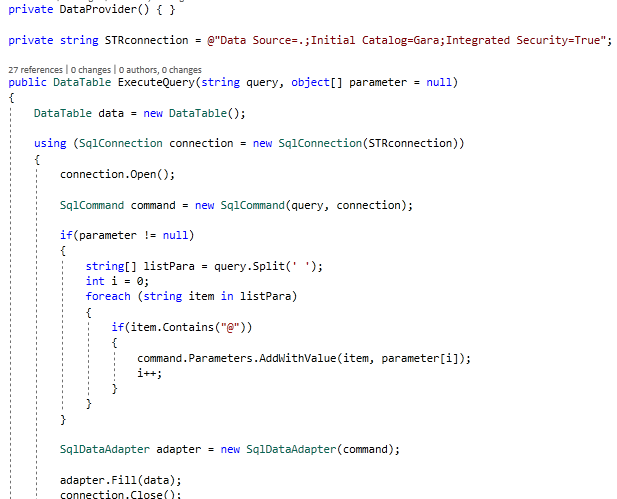 private DataProvider() { }
private string STRconnection = @"Data Source=.;Initial Catalog=Gara;Integrated Security=True";
27 references | 0 changes | 0 authors, 0 changes
public DataTable ExecuteQuery(string query, object[] parameter = null)
{
DataTable data = new DataTable();
using (SqlConnection connection = new SqlConnection(STRconnection))
{
connection.Open();
SqlCommand command = new SqlCommand(query, connection);
if(parameter != null)
{
string[] listPara = query.Split(' ');
int i = 0;
foreach (string item in listPara)
{
if(item.Contains("@"))
{
command.Parameters.AddWithValue(item, parameter[i]);
i++;
}
}
}
SqlDataAdapter adapter = new SqlDataAdapter(command);
adapter.Fill(data);
connection.Close();